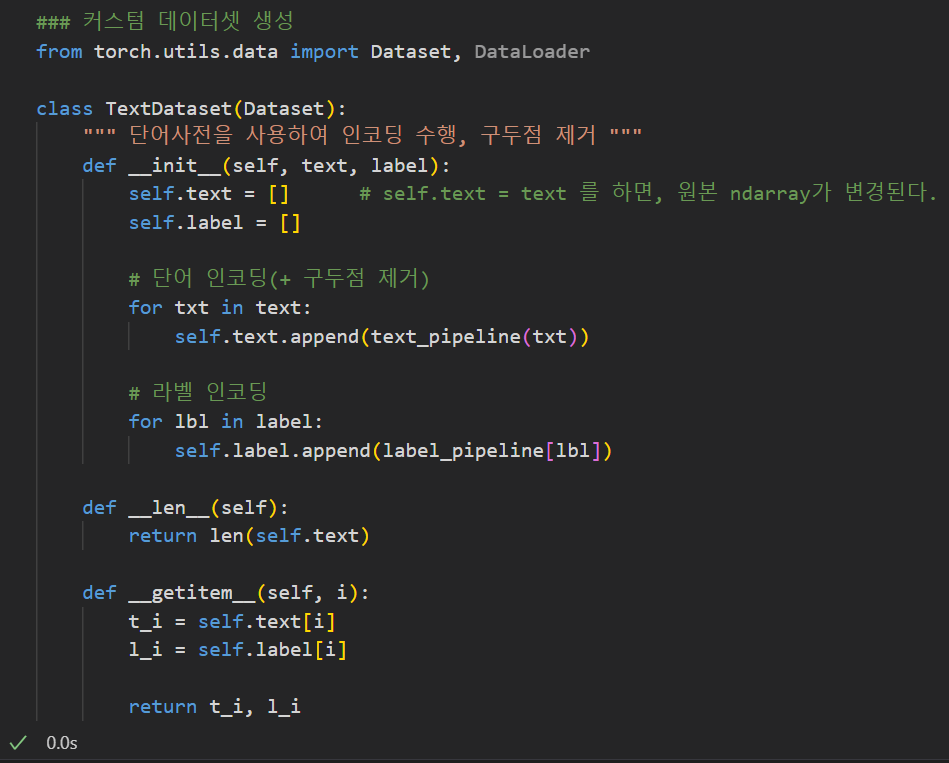 ### 커스텀 데이터셋 생성
from torch.utils.data import Dataset, DataLoader
class TextDataset(Dataset):
""" 단어사전을 사용하여 인코딩 수행, 구두점 제거 """
def __init__(self, text, label):
self.text = [] # self.text = text 를 하면, 원본 ndarray가 변경된다.
self.label = []
# 단어 인코딩(+ 구두점 제거)
for txt in text:
self.text.append(text_pipeline(txt))
# 라벨 인코딩
for lbl in label:
self.label.append(label_pipeline[lbl])
def __len__(self):
return len(self.text)
def __getitem__(self, i):
t_i = self.text[i]
l_i = self.label[i]
return t_i, l_i
0.0s